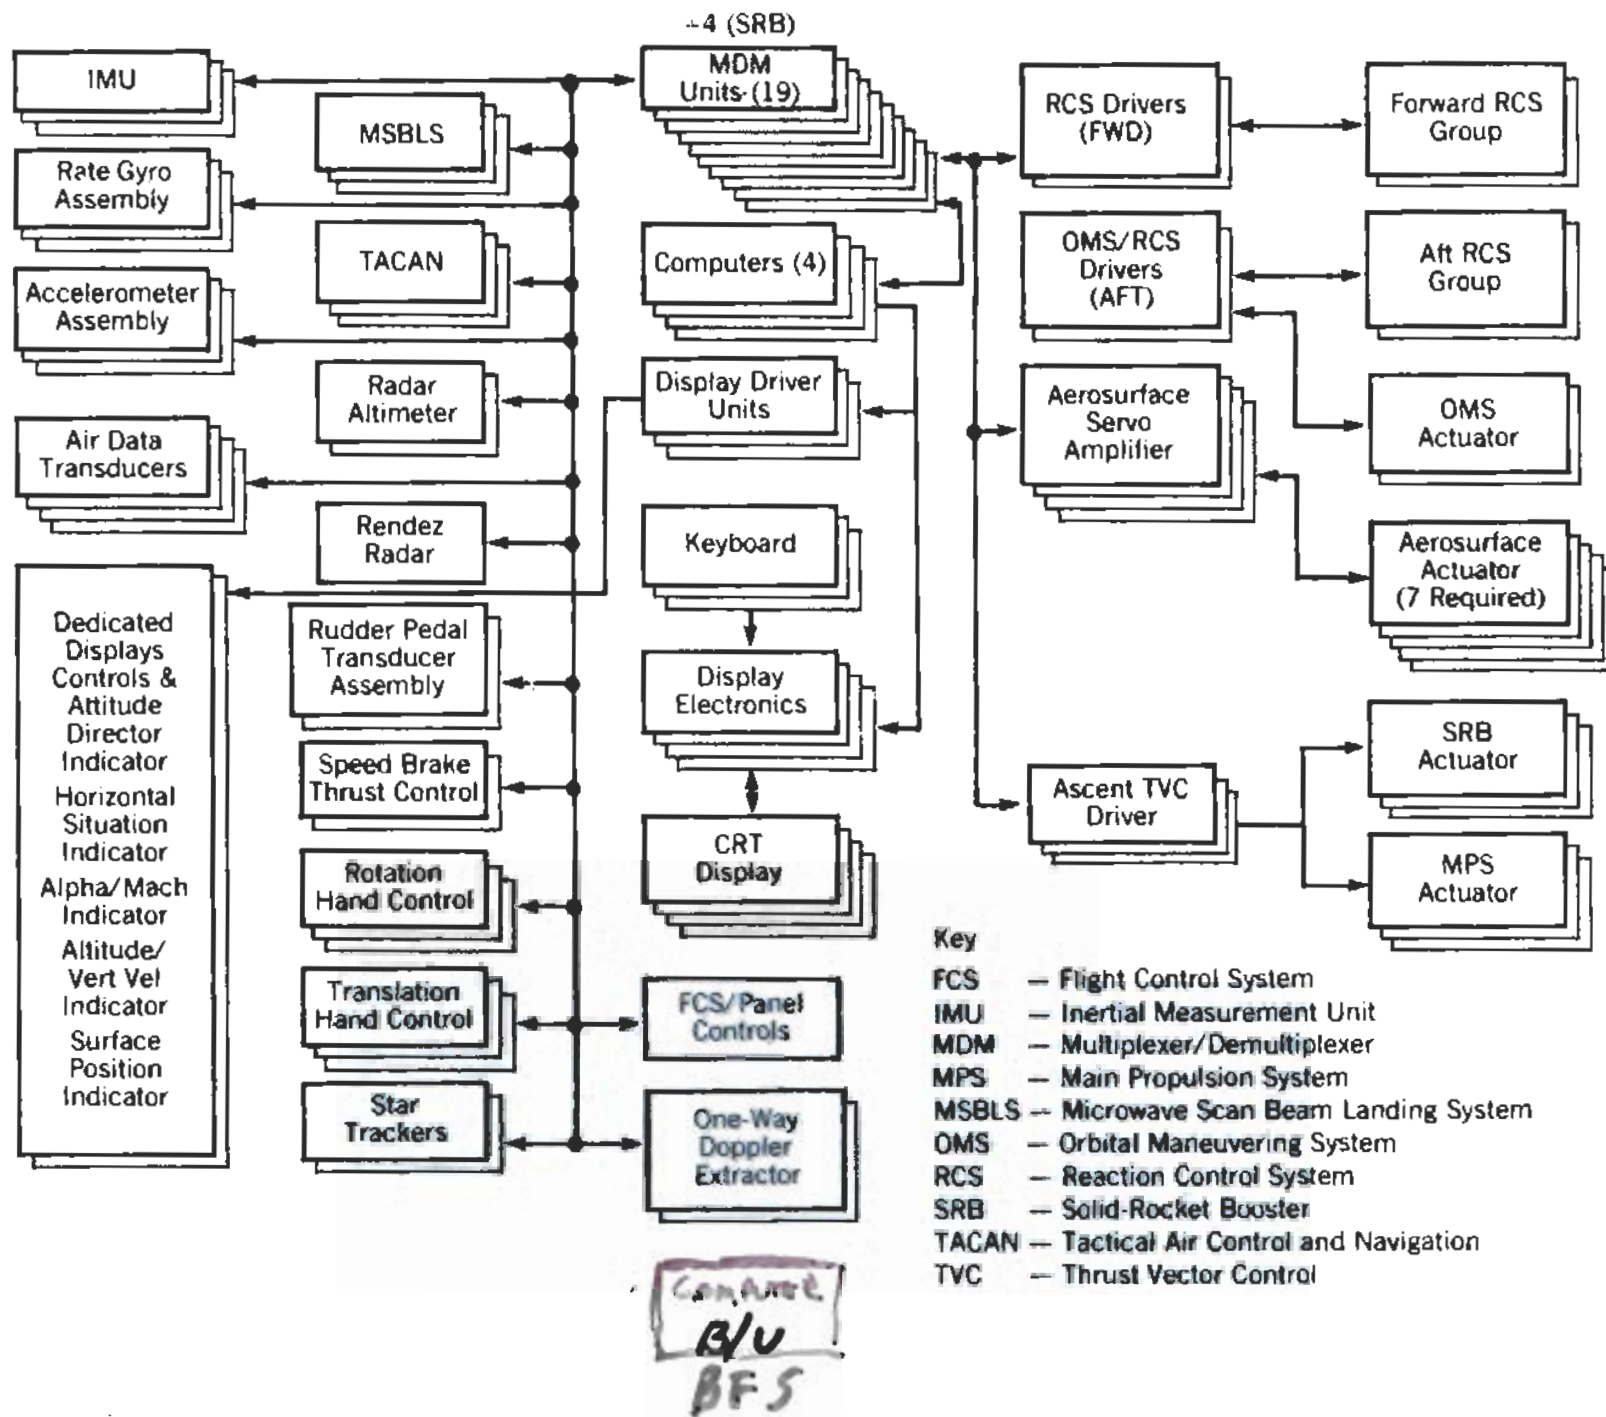 +4 (SRB)
IMU
MDM
Units (19)
RCS Drivers
(FWD)
Forward RCS
Group
MSBLS
Rate Gyro
Assembly
TACAN
Computers (4)
OMS/RCS
Drivers
(AFT)
Aft RCS
Group
Accelerometer
Assembly
Radar
Altimeter
Display Driver
Units
Aerosurface
Servo
Amplifier
OMS
Actuator
Air Data
Transducers
Rendez
Radar
Keyboard
Aerosurface
Actuator
(7 Required)
Dedicated
Displays
Controls &
Attitude
Director
Indicator
Horizontal
Situation
Indicator
Alpha/Mach
Indicator
Altitude/
Vert Vel
Indicator
Surface
Position
Indicator
Rudder Pedal
Transducer
Assembly
Display
Electronics
SRB
Actuator
Speed Brake
Thrust Control
Ascent TVC
Driver
CRT
Display
MPS
Actuator
Rotation
Hand Control
Translation
Hand Control
FCS/Panel
Controls
Star
Trackers
One-Way
Doppler
Extractor
Key
FCS — Flight Control System
IMU — Inertial Measurement Unit
MDM — Multiplexer/Demultiplexer
MPS — Main Propulsion System
MSBLS — Microwave Scan Beam Landing System
OMS — Orbital Maneuvering System
RCS — Reaction Control System
SRB — Solid-Rocket Booster
TACAN — Tactical Air Control and Navigation
TVC — Thrust Vector Control
B/U
BFS